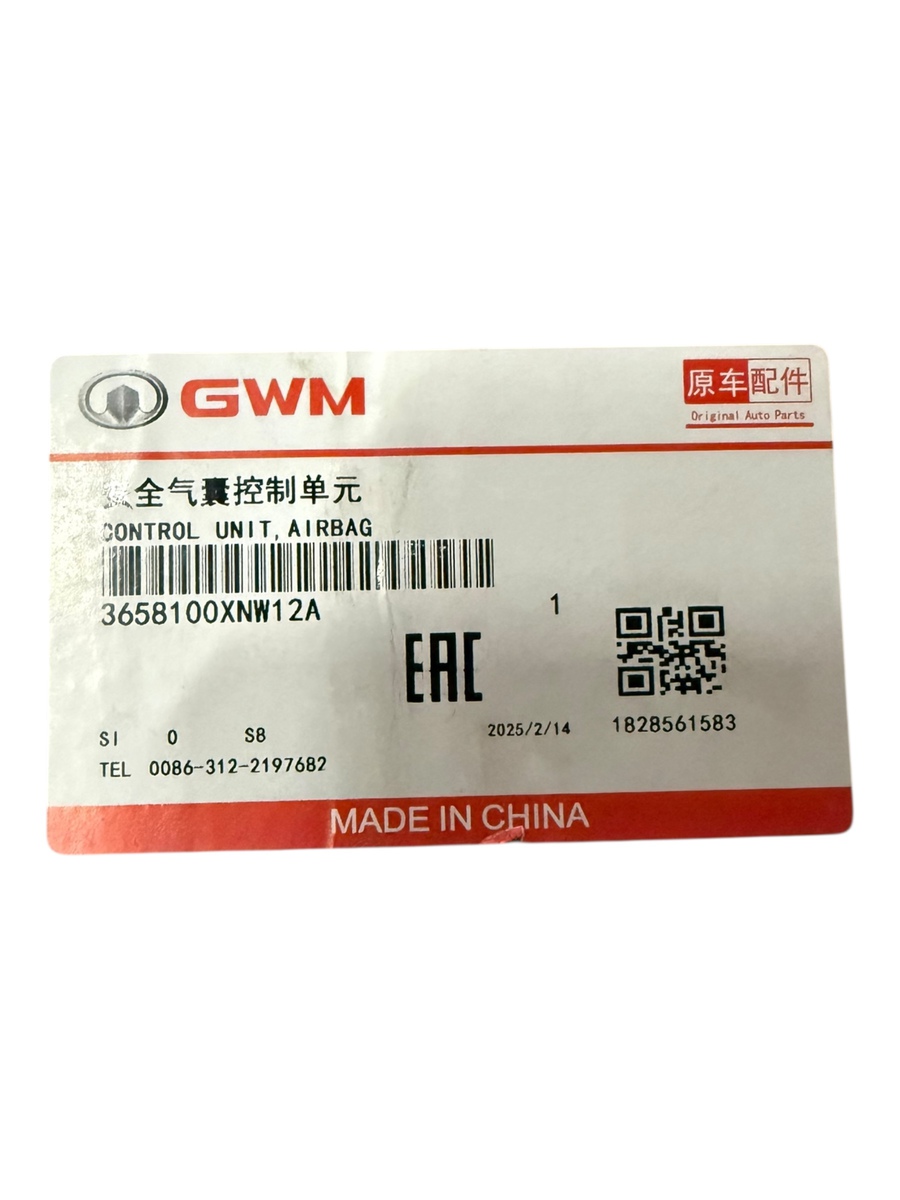 GWM
原车配件
Original Auto Parts
安全气囊控制单元
CONTROL UNIT, AIRBAG
3658100XNW12A
1
EAC
SI 0 S8
2025/2/14
1828561583
TEL 0086-312-2197682
MADE IN CHINA